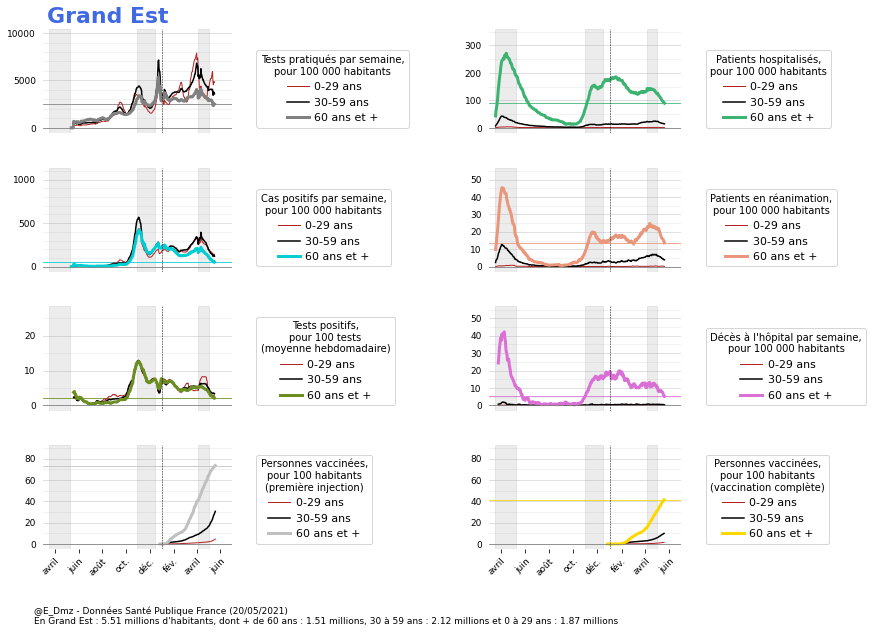 Grand Est
10000
5000
0
Tests pratiqués par semaine,
pour 100 000 habitants
0-29 ans
30-59 ans
60 ans et +
300
200
100
0
Patients hospitalisés,
pour 100 000 habitants
0-29 ans
30-59 ans
60 ans et +
1000
500
0
Cas positifs par semaine,
pour 100 000 habitants
0-29 ans
30-59 ans
60 ans et +
50
40
30
20
10
0
Patients en réanimation,
pour 100 000 habitants
0-29 ans
30-59 ans
60 ans et +
20
10
0
Tests positifs,
pour 100 tests
(moyenne hebdomadaire)
0-29 ans
30-59 ans
60 ans et +
50
40
30
20
10
0
Décès à l'hôpital par semaine,
pour 100 000 habitants
0-29 ans
30-59 ans
60 ans et +
80
60
40
20
0
avril
juin
août
oct.
déc.
fév.
avril
juin
Personnes vaccinées,
pour 100 habitants
(première injection)
0-29 ans
30-59 ans
60 ans et +
80
60
40
20
0
avril
juin
août
oct.
déc.
fév.
avril
juin
Personnes vaccinées,
pour 100 habitants
(vaccination complète)
0-29 ans
30-59 ans
60 ans et +
@E_Dmz - Données Santé Publique France (20/05/2021)
En Grand Est : 5.51 millions d'habitants, dont + de 60 ans : 1.51 millions, 30 à 59 ans : 2.12 millions et 0 à 29 ans : 1.87 millions